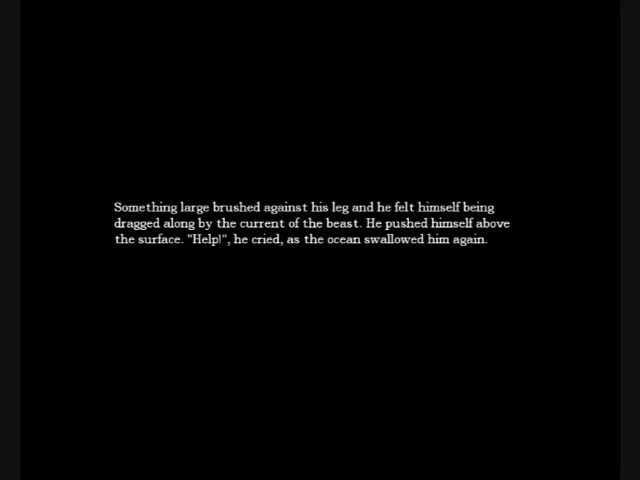 Something large brushed against his leg and he felt himself being
dragged along by the current of the beast. He pushed himself above
the surface. "Help!", he cried, as the ocean swallowed him again.